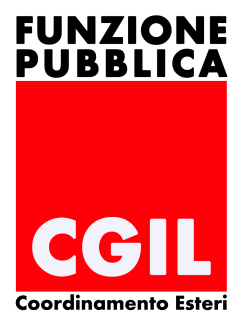 FUNZIONE
PUBBLICA
CGIL
Coordinamento Esteri